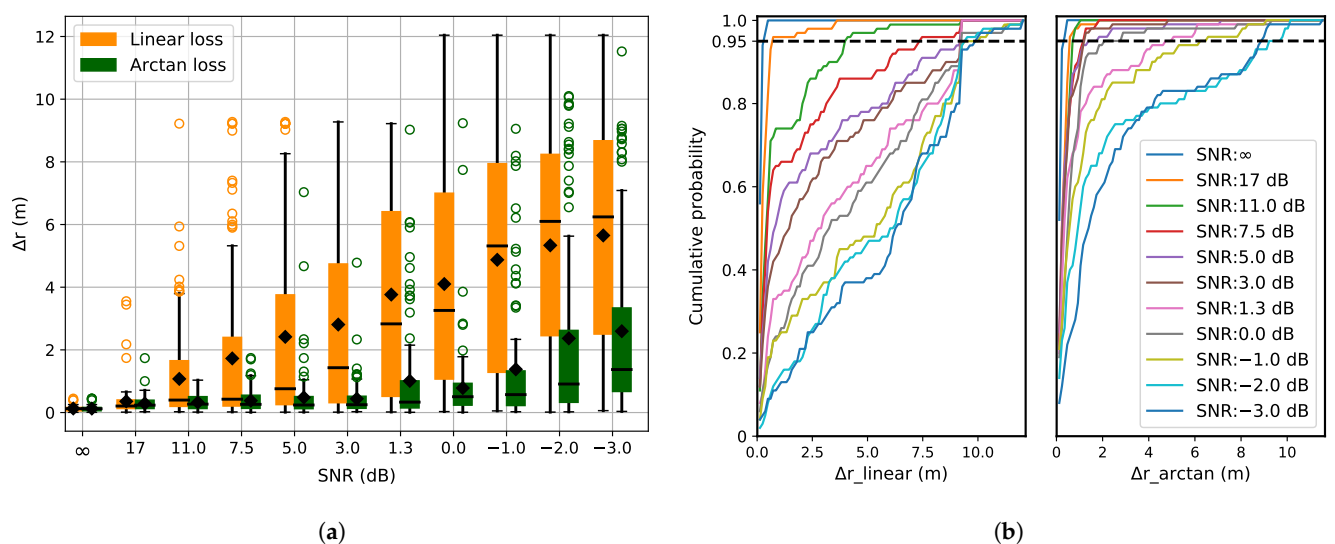 12
10
8
6
4
2
0
Δr (m)
Linear loss
Arctan loss
∞ 17 11.0 7.5 5.0 3.0 1.3 0.0 −1.0 −2.0 −3.0
SNR (dB)
(a)
1.0
0.95
0.8
0.6
0.4
0.2
0
Cumulative probability
0.0 2.5 5.0 7.5 10.0
Δr_linear (m)
SNR:∞
SNR:17 dB
SNR:11.0 dB
SNR:7.5 dB
SNR:5.0 dB
SNR:3.0 dB
SNR:1.3 dB
SNR:0.0 dB
SNR:−1.0 dB
SNR:−2.0 dB
SNR:−3.0 dB
0 2 4 6 8 10
Δr_arctan (m)
(b)